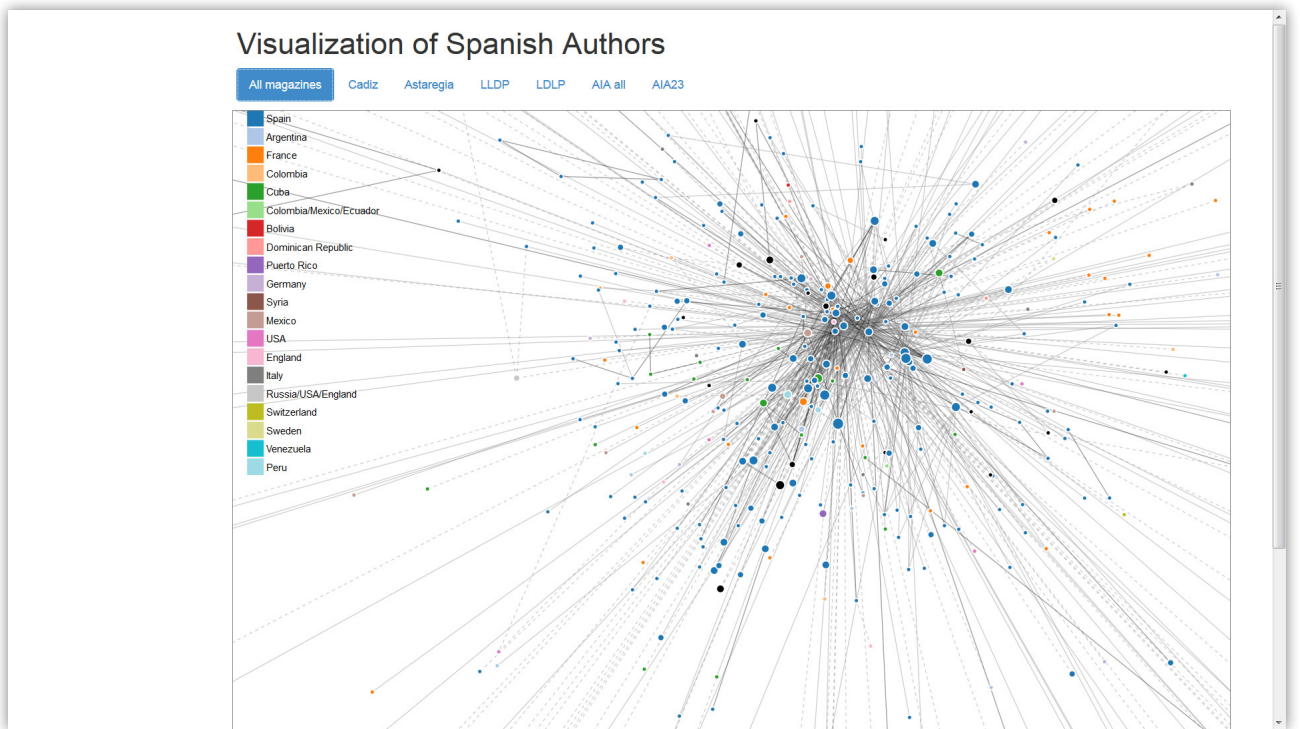 Visualization of Spanish Authors
All magazines Cadiz Astaregia LLDP LDLP AIA all AIA23
Spain
Argentina
France
Colombia
Cuba
Colombia/Mexico/Ecuador
Bolivia
Dominican Republic
Puerto Rico
Germany
Syria
Mexico
USA
England
Italy
Russia/USA/England
Switzerland
Sweden
Venezuela
Peru